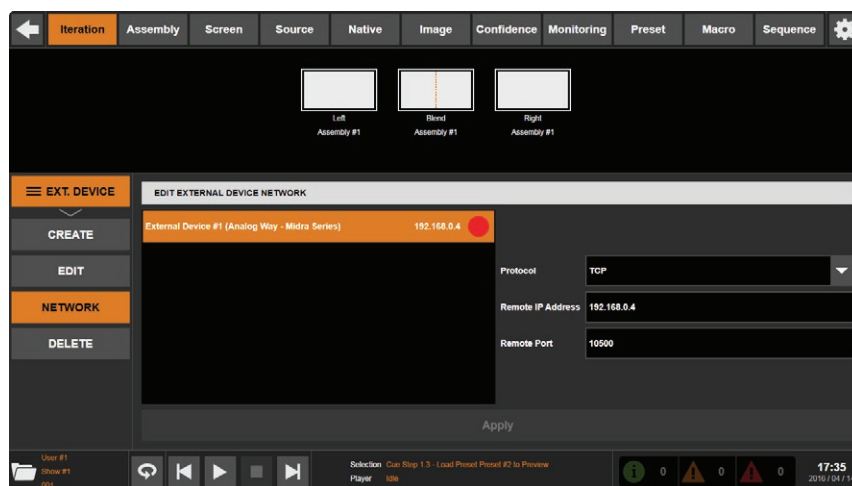 Iteration Assembly Screen Source Native Image Confidence Monitoring Preset Macro Sequence
Left Blend Right
Assembly #1 Assembly #1 Assembly #1
EXT. DEVICE
EDIT EXTERNAL DEVICE NETWORK
CREATE
External Device #1 (Analog Way - Midra Series) 192.168.0.4
EDIT
Protocol TCP
NETWORK
Remote IP Address 192.168.0.4
DELETE
Remote Port 10500
Apply
User #1
Show #1
001
Selection Cue Step 1.3 - Load Preset Preset #2 to Preview
Player Idle
0 0 0
17:35
2016 / 04 / 14